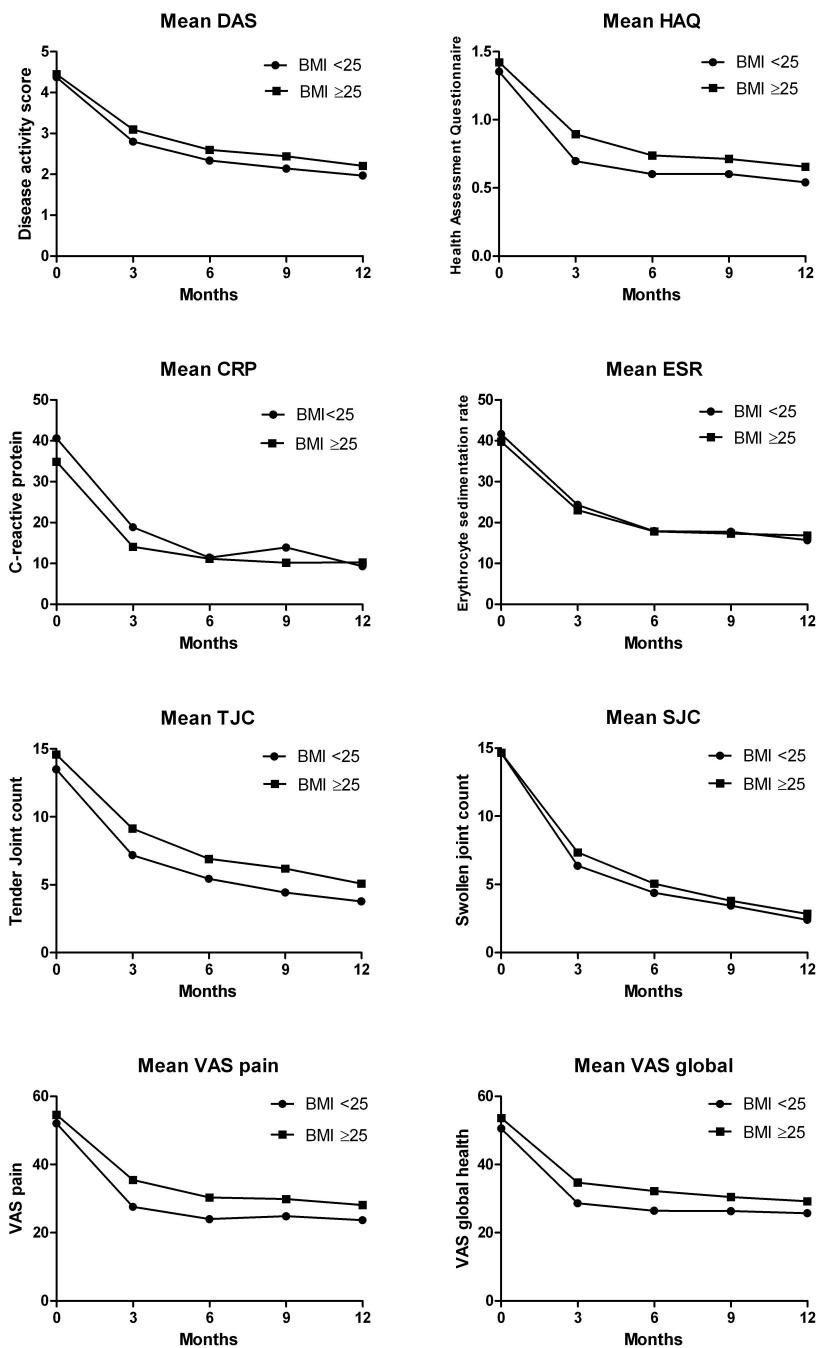 Mean DAS
5
4
3
2
1
0
Disease activity score
BMI <25
BMI ≥25
0 3 6 9 12
Months
Mean HAQ
1.5
1.0
0.5
0.0
Health Assessment Questionnaire
BMI <25
BMI ≥25
0 3 6 9 12
Months
Mean CRP
50
40
30
20
10
0
C-reactive protein
BMI<25
BMI ≥25
0 3 6 9 12
Months
Mean ESR
50
40
30
20
10
0
Erythrocyte sedimentation rate
BMI <25
BMI ≥25
0 3 6 9 12
Months
Mean TJC
15
10
5
0
Tender Joint count
BMI <25
BMI ≥25
0 3 6 9 12
Months
Mean SJC
15
10
5
0
Swollen joint count
BMI <25
BMI ≥25
0 3 6 9 12
Months
Mean VAS pain
60
40
20
0
VAS pain
BMI <25
BMI ≥25
0 3 6 9 12
Months
Mean VAS global
60
40
20
0
VAS global health
BMI <25
BMI ≥25
0 3 6 9 12
Months